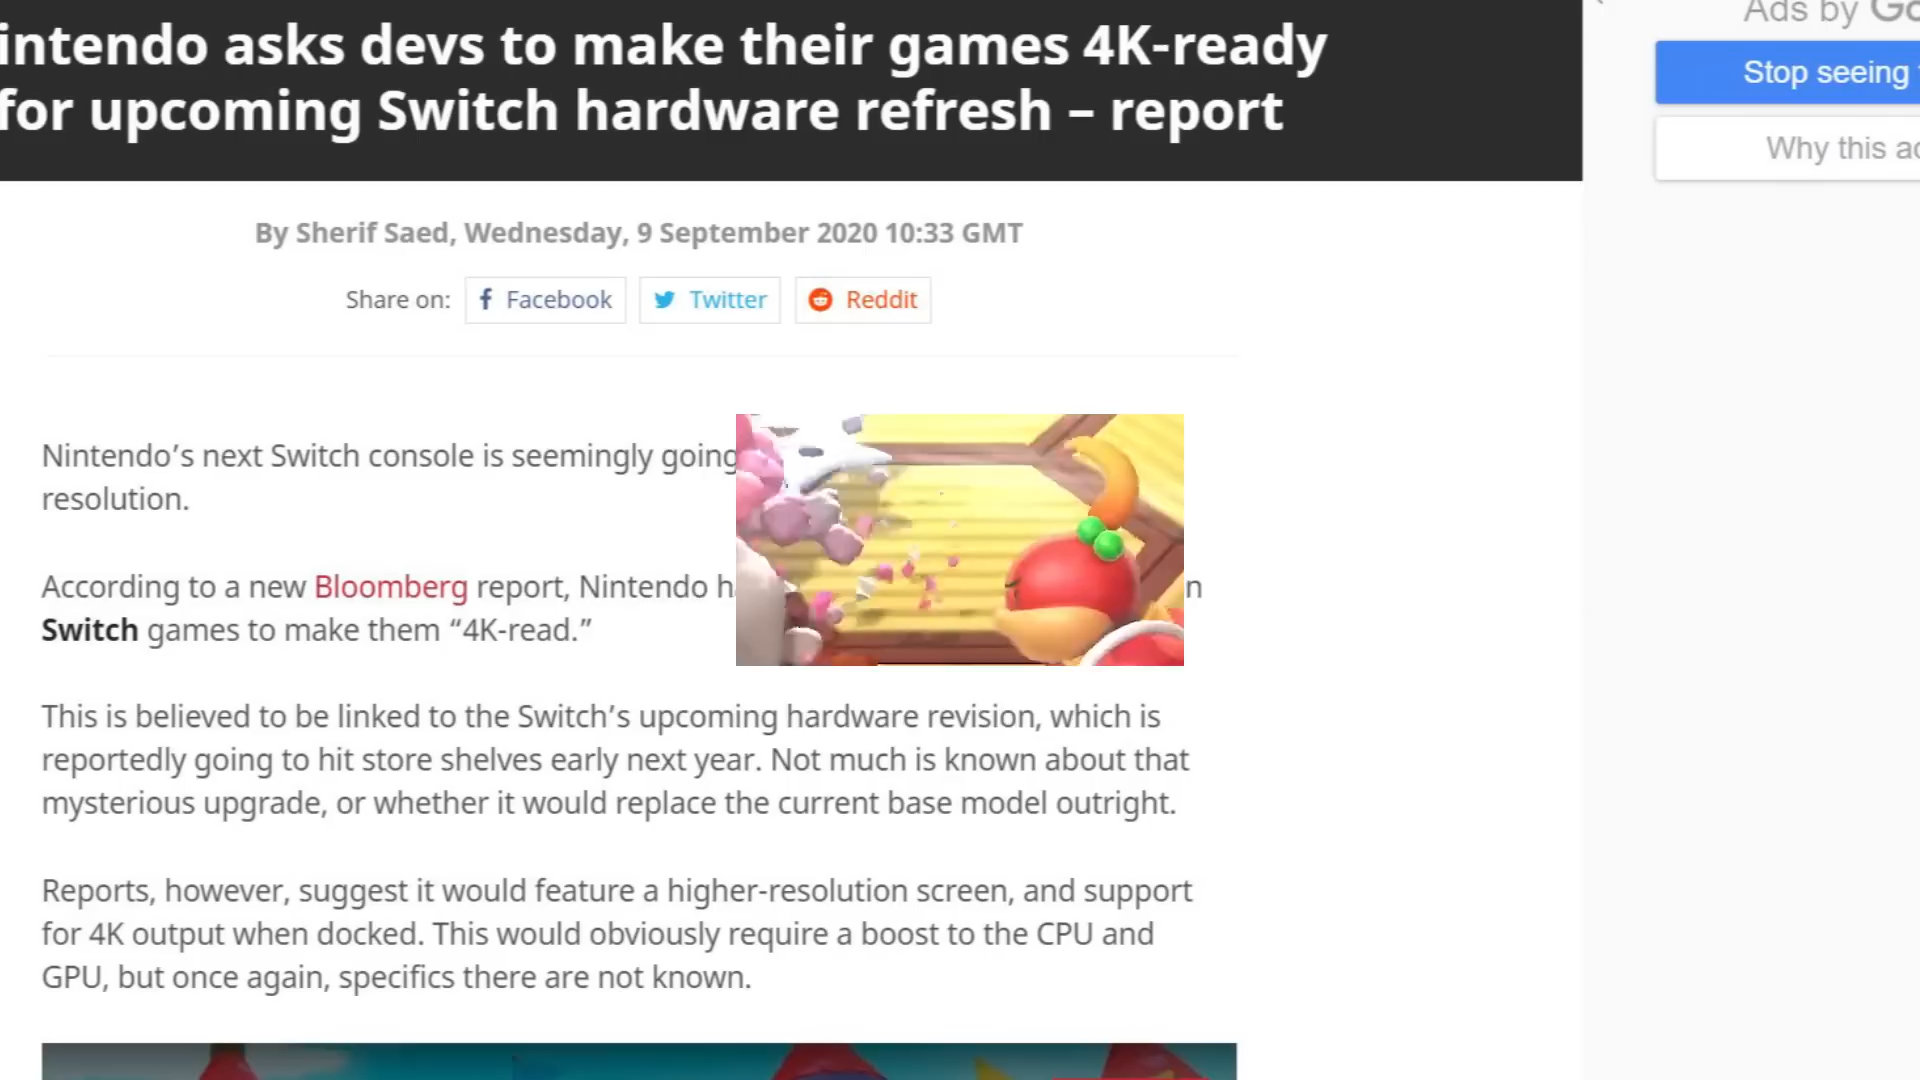 intendo asks devs to make their games 4K-ready
for upcoming Switch hardware refresh – report
Ads by Go
Stop seeing
Why this ad
By Sherif Saed, Wednesday, 9 September 2020 10:33 GMT
Share on: Facebook Twitter Reddit
Nintendo’s next Switch console is seemingly going
resolution.
According to a new Bloomberg report, Nintendo h n
Switch games to make them “4K-read.”
This is believed to be linked to the Switch’s upcoming hardware revision, which is
reportedly going to hit store shelves early next year. Not much is known about that
mysterious upgrade, or whether it would replace the current base model outright.
Reports, however, suggest it would feature a higher-resolution screen, and support
for 4K output when docked. This would obviously require a boost to the CPU and
GPU, but once again, specifics there are not known.